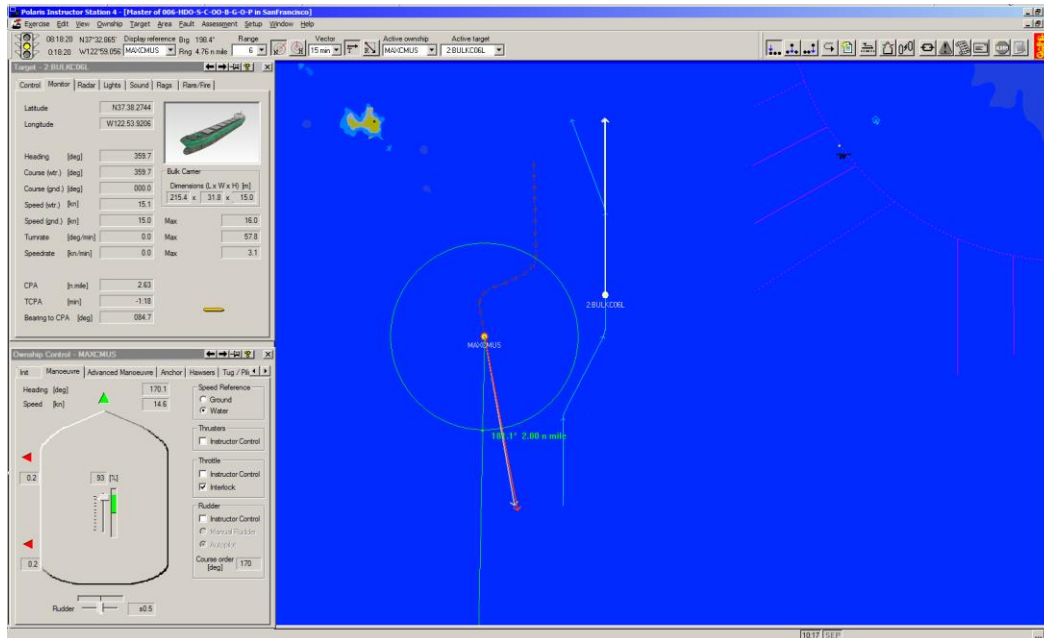 Polaris Instructor Station 4 - [Master of 006-HDO-S-C-OO-B-G-O-P in SanFrancisco]
Exercise Edit View Ownship Target Area Fault Assessment Setup Window Help
08:18:20 N37°32.865' Display reference Brg 198.4° Range Vector Active ownship Active target
0:18:20 W122°59.056 MAXCMUS Rng 4.76 n mile 6 15 min MAXCMUS 2:BULKC06L
Target - 2:BULKC06L
Control Monitor Radar Lights Sound Flags Flare/Fire
Latitude N37.38.2744
Longitude W122.53.9206
Heading [deg] 359.7
Course (wtr.) [deg] 359.7
Course (gnd.) [deg] 000.0
Speed (wtr.) [kn] 15.1
Speed (gnd.) [kn] 15.0 Max 16.0
Turnrate [deg/min] 0.0 Max 57.8
Speedrate [kn/min] 0.0 Max 3.1
Bulk Carrier
Dimensions (L x W x H) [m]
215.4 x 31.8 x 15.0
CPA [n.mile] 2.63
TCPA [min] -1:18
Bearing to CPA [deg] 084.7
Ownship Control - MAXCMUS
Init Manoeuvre Advanced Manoeuvre Anchor Hawsers Tug / Pil
Heading [deg] 170.1
Speed [kn] 14.6
0.2
93 [%]
0.2
Rudder s0.5
Speed Reference
Ground
Water
Thrusters
Instructor Control
Throttle
Instructor Control
Interlock
Rudder
Instructor Control
Manual Rudder
Autopilot
Course order [deg] 170
2:BULKC06L
MAXCMUS
2.00 n mile
10:17 SEP